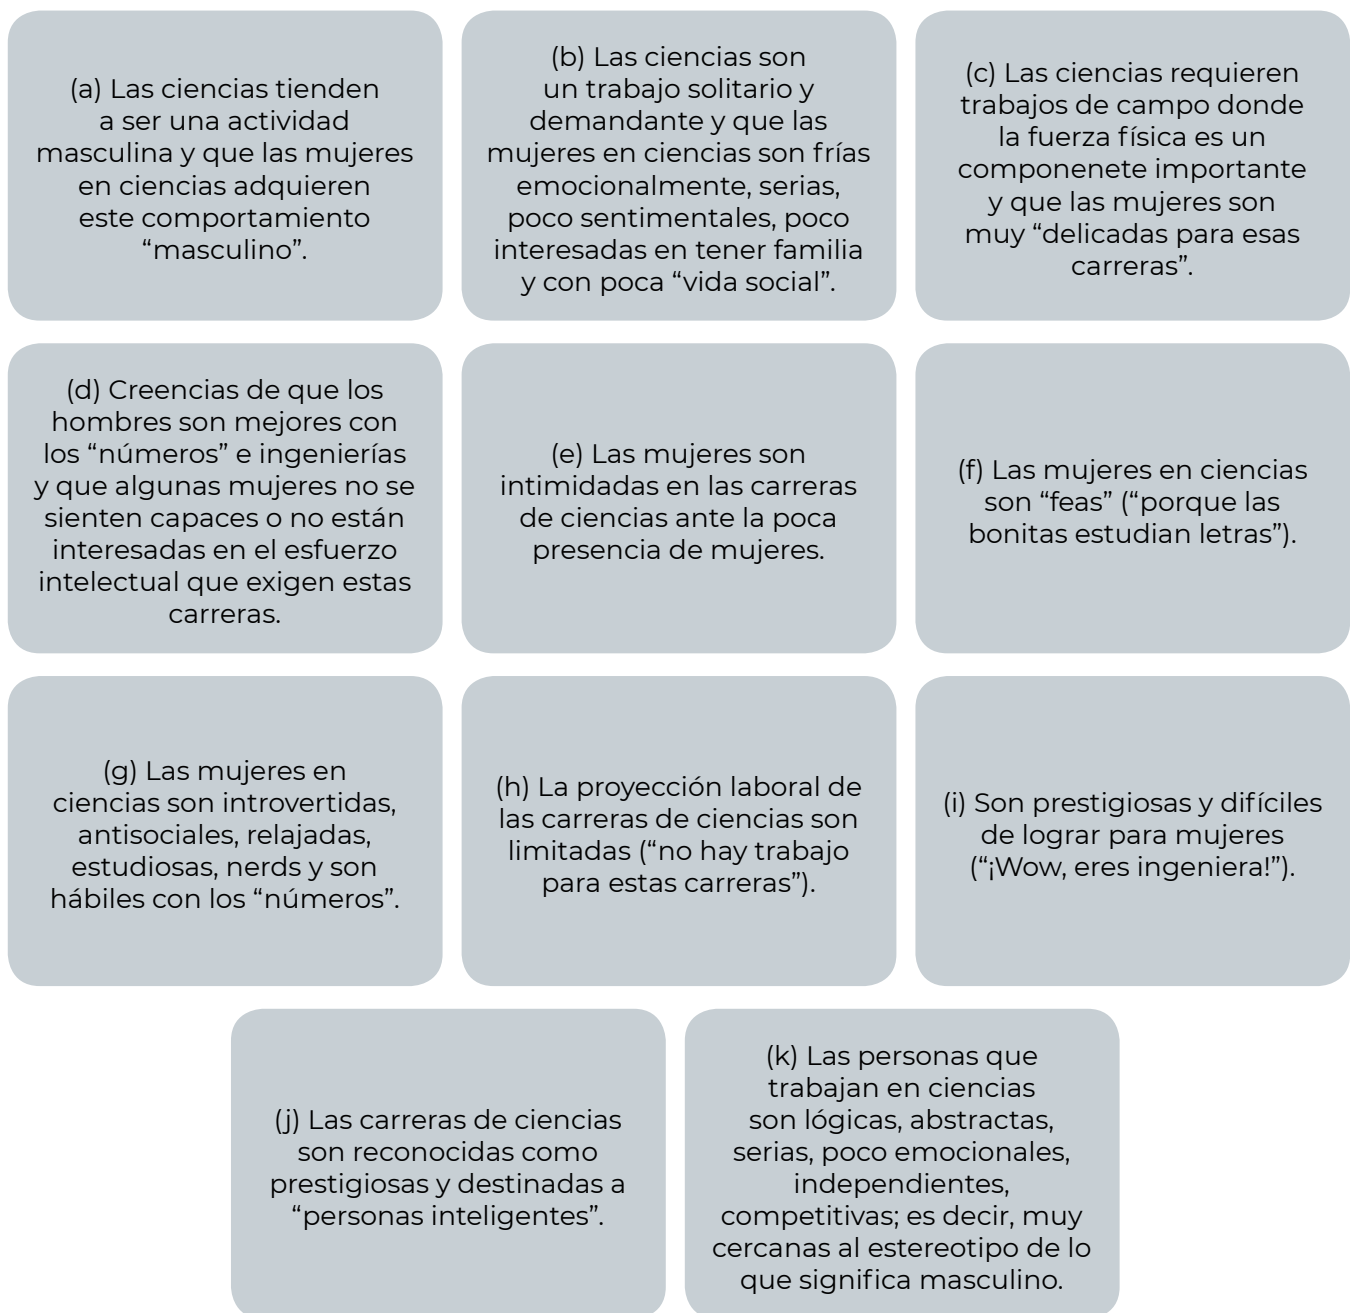 (a) Las ciencias tienden
a ser una actividad
masculina y que las mujeres
en ciencias adquieren
este comportamiento
“masculino”.
(b) Las ciencias son
un trabajo solitario y
demandante y que las
mujeres en ciencias son frías
emocionalmente, serias,
poco sentimentales, poco
interesadas en tener familia
y con poca “vida social”.
(c) Las ciencias requieren
trabajos de campo donde
la fuerza física es un
componenete importante
y que las mujeres son
muy “delicadas para esas
carreras”.
(d) Creencias de que los
hombres son mejores con
los “números” e ingenierías
y que algunas mujeres no se
sienten capaces o no están
interesadas en el esfuerzo
intelectual que exigen estas
carreras.
(e) Las mujeres son
intimidadas en las carreras
de ciencias ante la poca
presencia de mujeres.
(f) Las mujeres en ciencias
son “feas” (“porque las
bonitas estudian letras”).
(g) Las mujeres en
ciencias son introvertidas,
antisociales, relajadas,
estudiosas, nerds y son
hábiles con los “números”.
(h) La proyección laboral de
las carreras de ciencias son
limitadas (“no hay trabajo
para estas carreras”).
(i) Son prestigiosas y difíciles
de lograr para mujeres
(“¡Wow, eres ingeniera!”).
(j) Las carreras de ciencias
son reconocidas como
prestigiosas y destinadas a
“personas inteligentes”.
(k) Las personas que
trabajan en ciencias
son lógicas, abstractas,
serias, poco emocionales,
independientes,
competitivas; es decir, muy
cercanas al estereotipo de lo
que significa masculino.